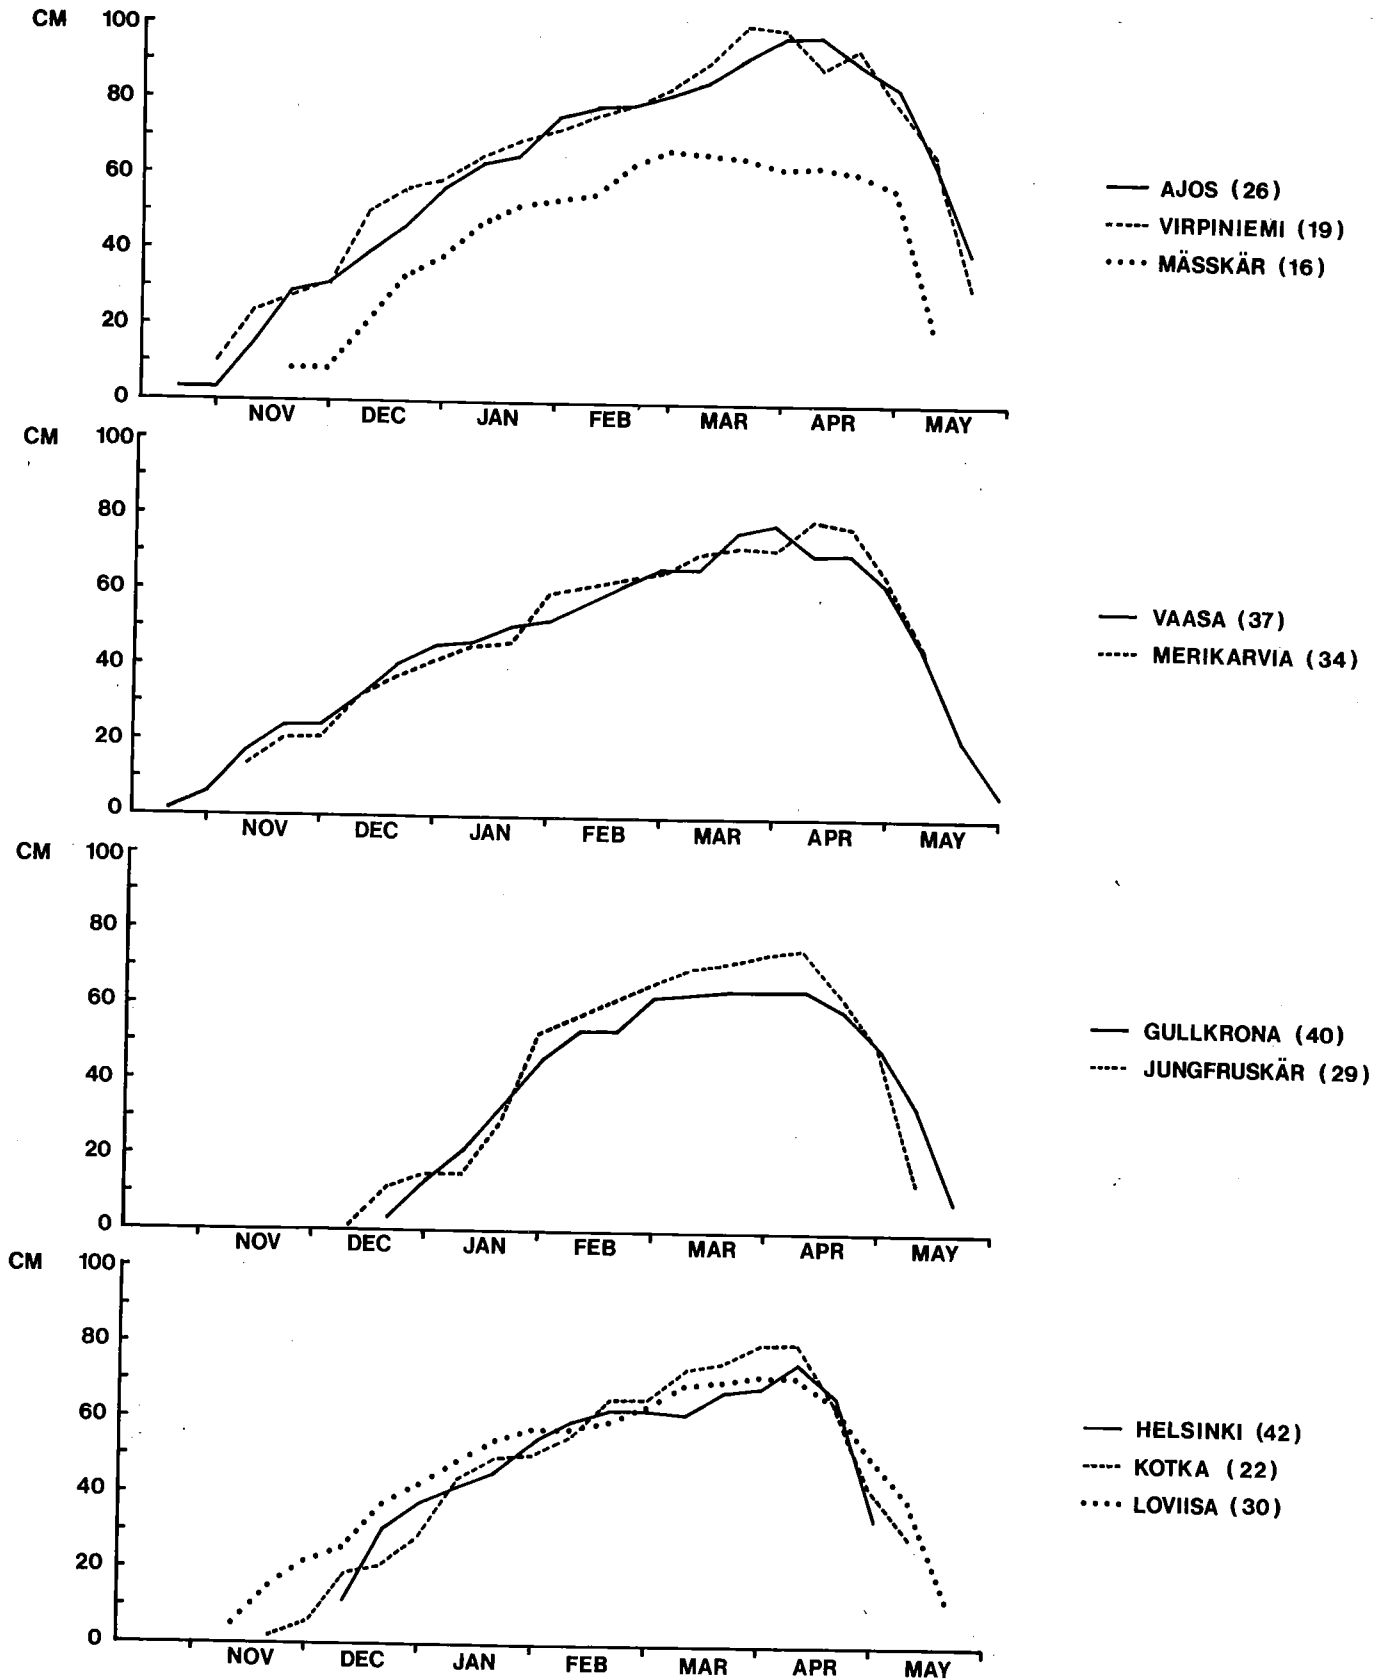 CM
100
80
60
40
20
0
NOV DEC JAN FEB MAR APR MAY
AJOS (26)
VIRPINIEMI (19)
MÄSSKÄR (16)
CM
100
80
60
40
20
0
NOV DEC JAN FEB MAR APR MAY
VAASA (37)
MERIKARVIA (34)
CM
100
80
60
40
20
0
NOV DEC JAN FEB MAR APR MAY
GULLKRONA (40)
JUNGFRUSKÄR (29)
CM
100
80
60
40
20
0
NOV DEC JAN FEB MAR APR MAY
HELSINKI (42)
KOTKA (22)
LOVIISA (30)